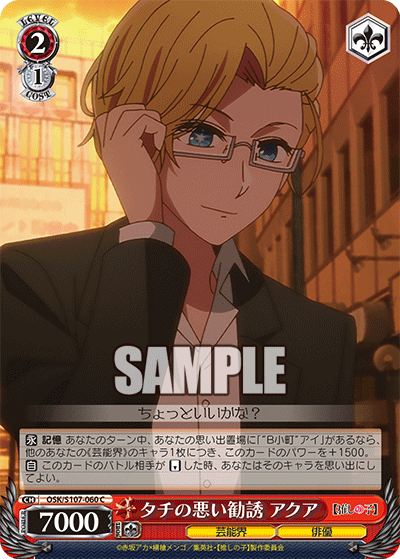 LEVEL
2
1
COST
SAMPLE
ちょっといいかな？
永 記憶 あなたのターン中、あなたの思い出置場に「“B小町”アイ」があるなら、
他のあなたの《芸能界》のキャラ1枚につき、このカードのパワーを＋1500。
自 このカードのバトル相手が した時、あなたはそのキャラを思い出に
してよい。
CH OSK/S107-060 C
7000
タチの悪い勧誘 アクア
【推しの子】
芸能界 俳優
©赤坂アカ×横槍メンゴ／集英社・【推しの子】製作委員会